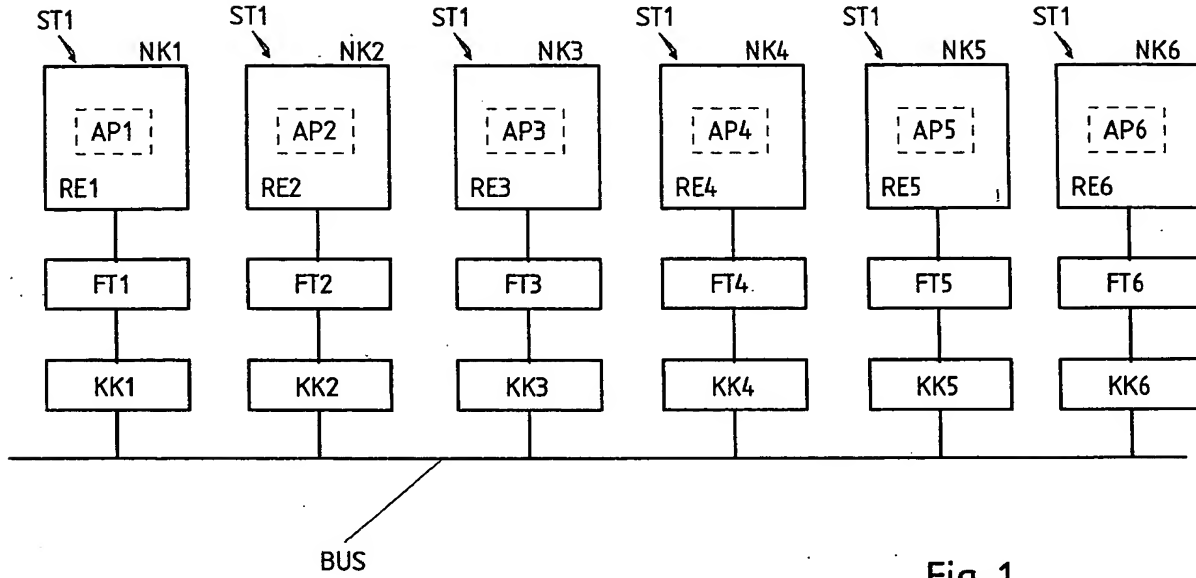 ST1 ST1 ST1 ST1 ST1 ST1
NK1 NK2 NK3 NK4 NK5 NK6
AP1 AP2 AP3 AP4 AP5 AP6
RE1 RE2 RE3 RE4 RE5 RE6
FT1 FT2 FT3 FT4 FT5 FT6
KK1 KK2 KK3 KK4 KK5 KK6
BUS
Fig. 1